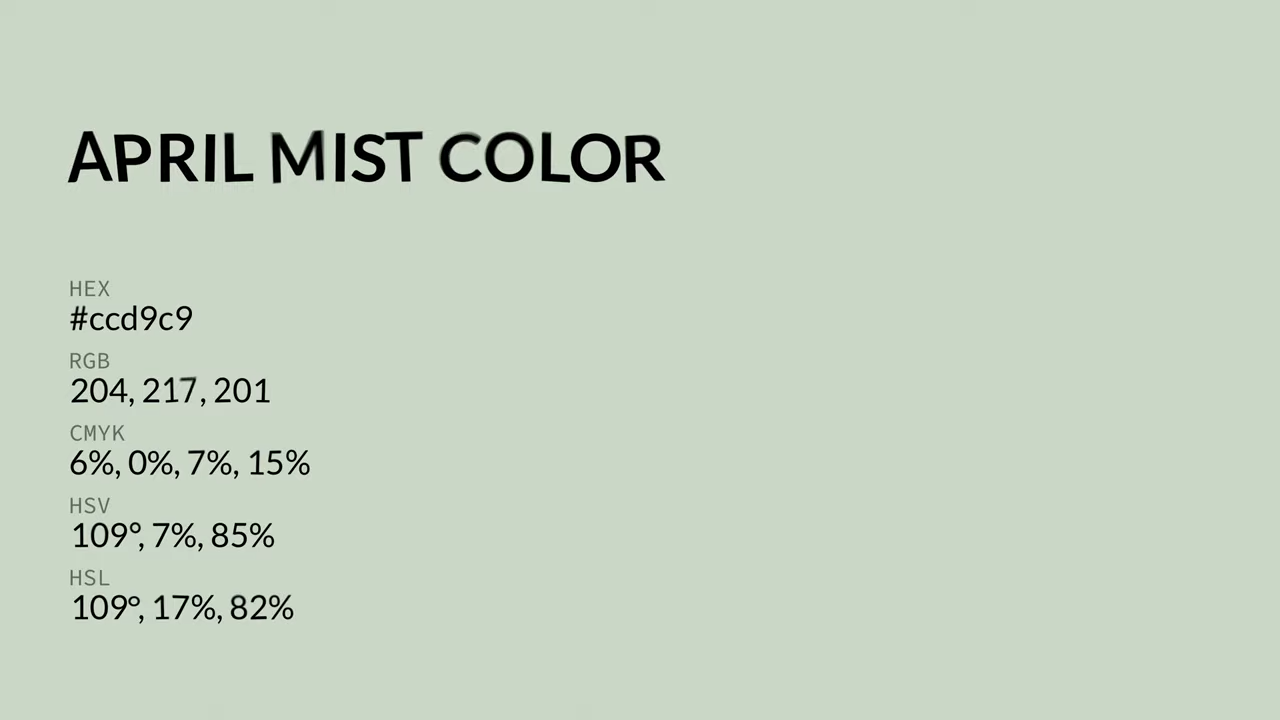 APRIL MIST COLOR
HEX
#ccd9c9
RGB
204, 217, 201
CMYK
6%, 0%, 7%, 15%
HSV
109°, 7%, 85%
HSL
109°, 17%, 82%